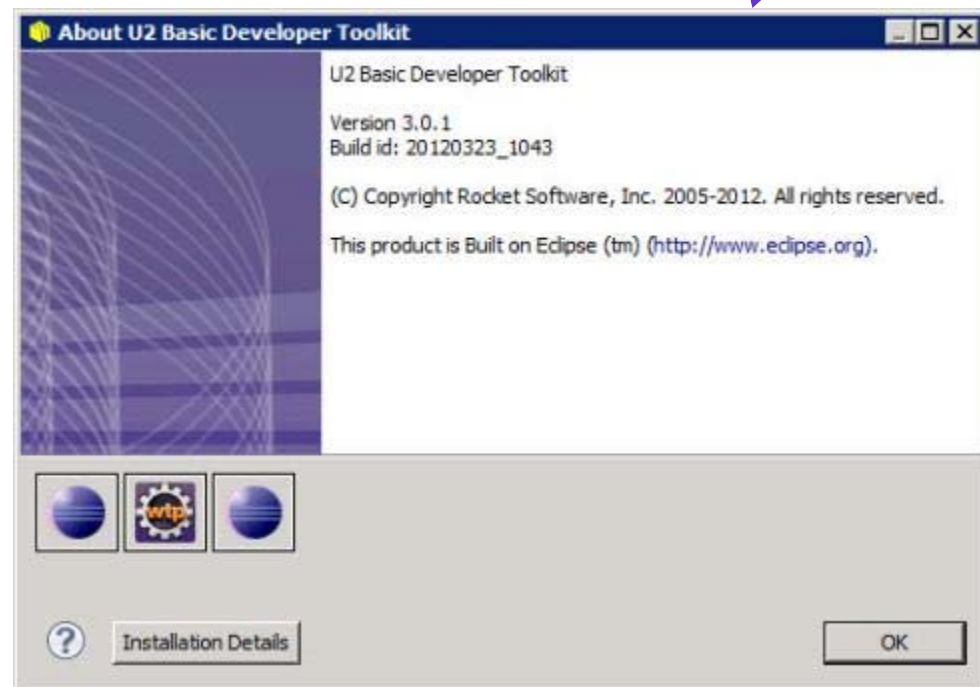 About U2 Basic Developer Toolkit
U2 Basic Developer Toolkit
Version 3.0.1
Build id: 20120323_1043
(C) Copyright Rocket Software, Inc. 2005-2012. All rights reserved.
This product is Built on Eclipse (tm) (http://www.eclipse.org).
wtp
?
Installation Details
OK